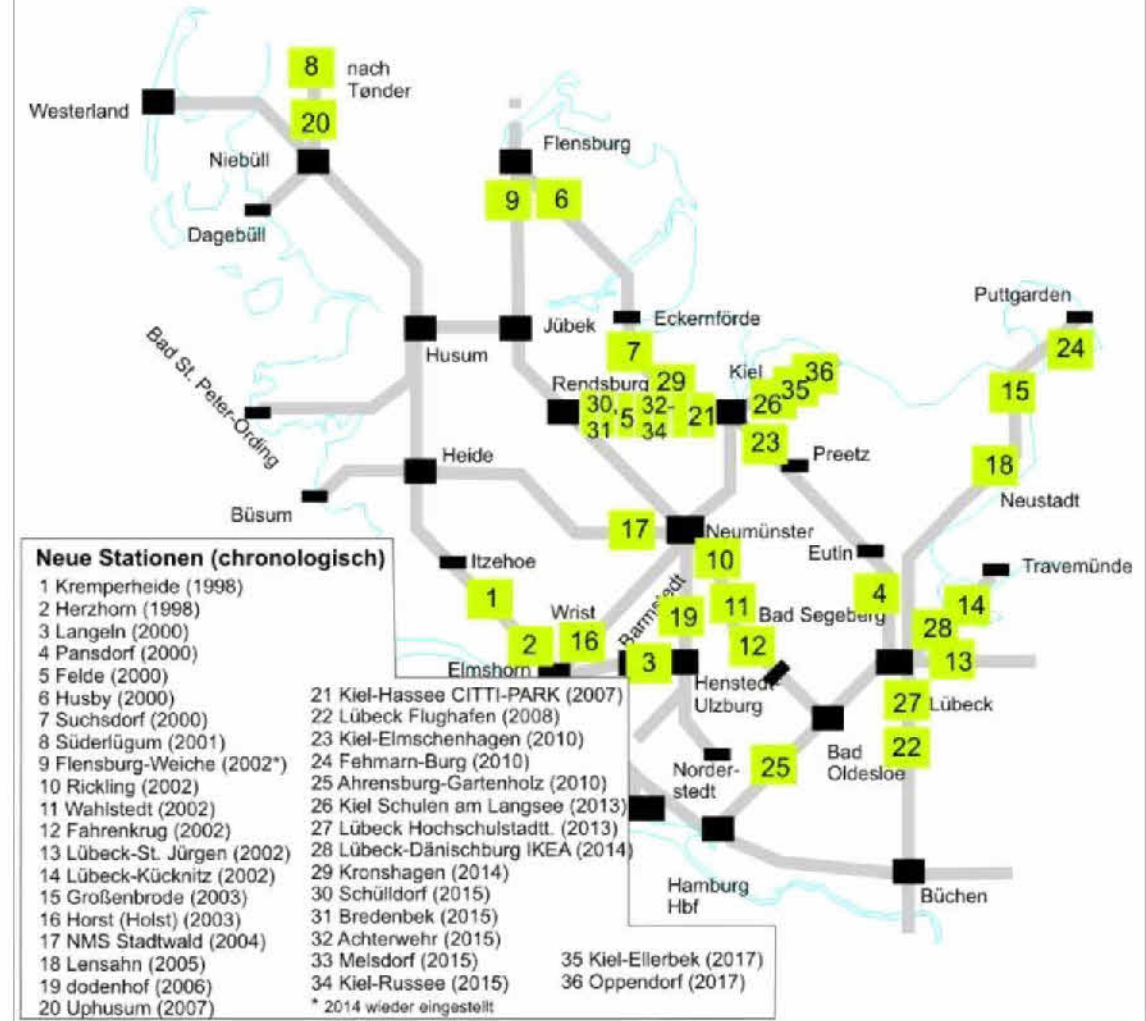 8
nach
Tønder
Westerland
20
Niebüll
Flensburg
9
6
Dagebüll
Puttgarden
Eckernförde
Jübek
Husum
24
7
Kiel
36
Bad St. Peter-Ording
Rendsburg
29
35
15
30,
31
5
32-
34
21
26
23
Preetz
Heide
18
Neustadt
Büsum
17
Neumünster
Eutin
Itzehoe
10
Travemünde
1
Wrist
Barmstedt
11
Bad Segeberg
4
14
19
28
2
16
12
Elmshorn
3
13
Henstedt-
Ulzburg
27
Lübeck
22
Norder-
stedt
25
Bad
Oldesloe
Hamburg
Hbf
Büchen
Neue Stationen (chronologisch)
1 Kremperheide (1998)
2 Herzhorn (1998)
3 Langeln (2000)
4 Pansdorf (2000)
5 Felde (2000)
6 Husby (2000)
7 Suchsdorf (2000)
8 Süderlügum (2001)
9 Flensburg-Weiche (2002*)
10 Rickling (2002)
11 Wahlstedt (2002)
12 Fahrenkrug (2002)
13 Lübeck-St. Jürgen (2002)
14 Lübeck-Kücknitz (2002)
15 Großenbrode (2003)
16 Horst (Holst) (2003)
17 NMS Stadtwald (2004)
18 Lensahn (2005)
19 dodenhof (2006)
20 Uphusum (2007)
21 Kiel-Hassee CITTI-PARK (2007)
22 Lübeck Flughafen (2008)
23 Kiel-Elmschenhagen (2010)
24 Fehmarn-Burg (2010)
25 Ahrensburg-Gartenholz (2010)
26 Kiel Schulen am Langsee (2013)
27 Lübeck Hochschulstadtt. (2013)
28 Lübeck-Dänischburg IKEA (2014)
29 Kronshagen (2014)
30 Schülldorf (2015)
31 Bredenbek (2015)
32 Achterwehr (2015)
33 Melsdorf (2015)
34 Kiel-Russee (2015)
* 2014 wieder eingestellt
35 Kiel-Ellerbek (2017)
36 Oppendorf (2017)